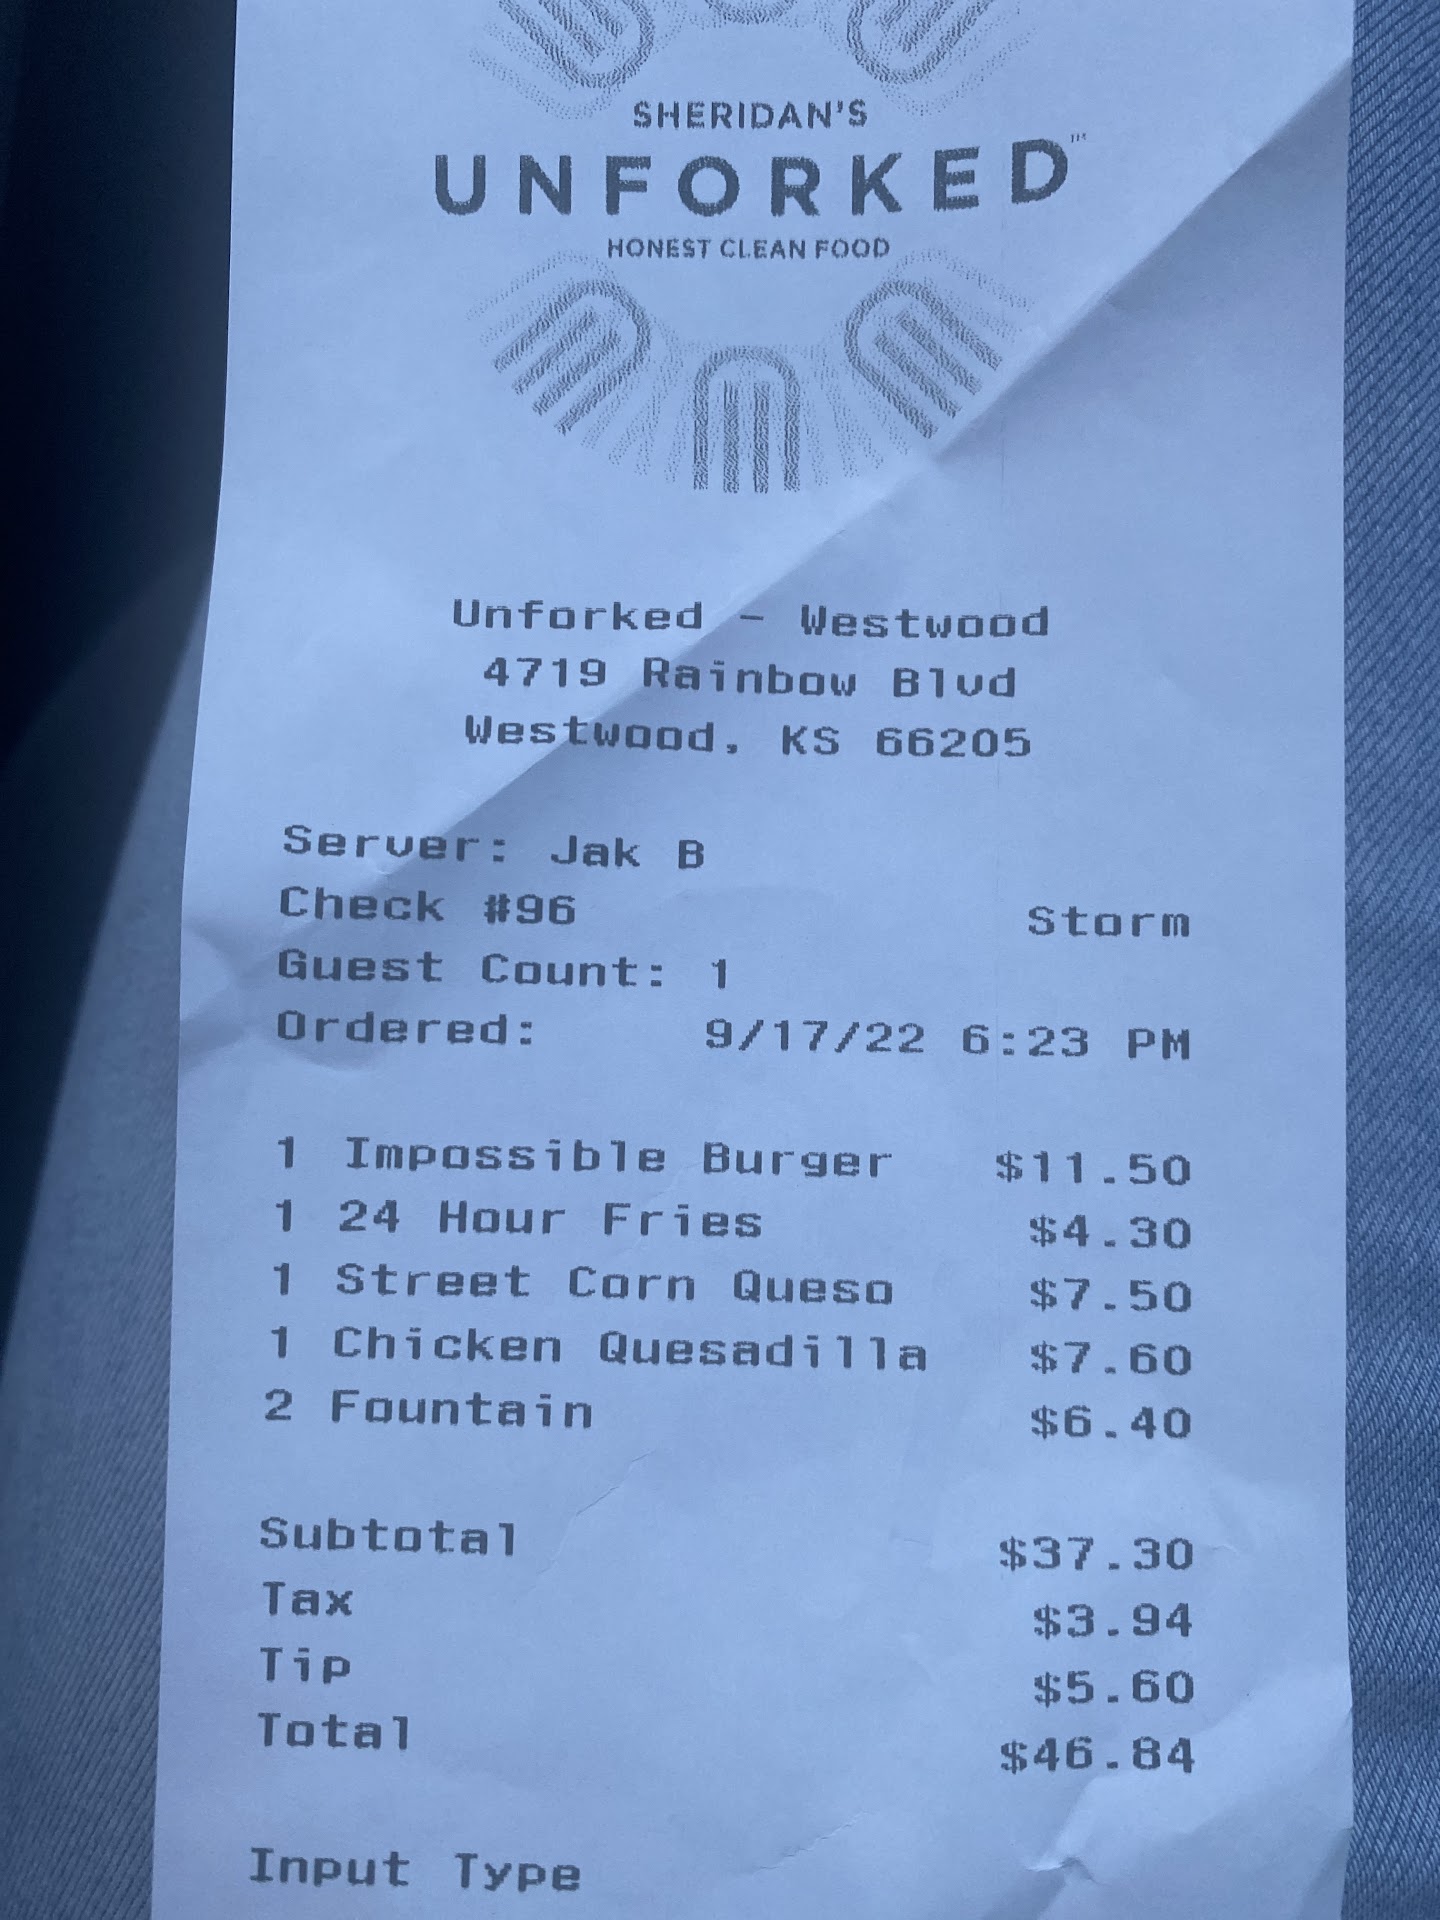 SHERIDAN'S
UNFORKED™
HONEST CLEAN FOOD
Unforked - Westwood
4719 Rainbow Blvd
Westwood, KS 66205
Server: Jak B
Check #96 Storm
Guest Count: 1
Ordered: 9/17/22 6:23 PM
1 Impossible Burger $11.50
1 24 Hour Fries $4.30
1 Street Corn Queso $7.50
1 Chicken Quesadilla $7.60
2 Fountain $6.40
Subtotal $37.30
Tax $3.94
Tip $5.60
Total $46.84
Input Type